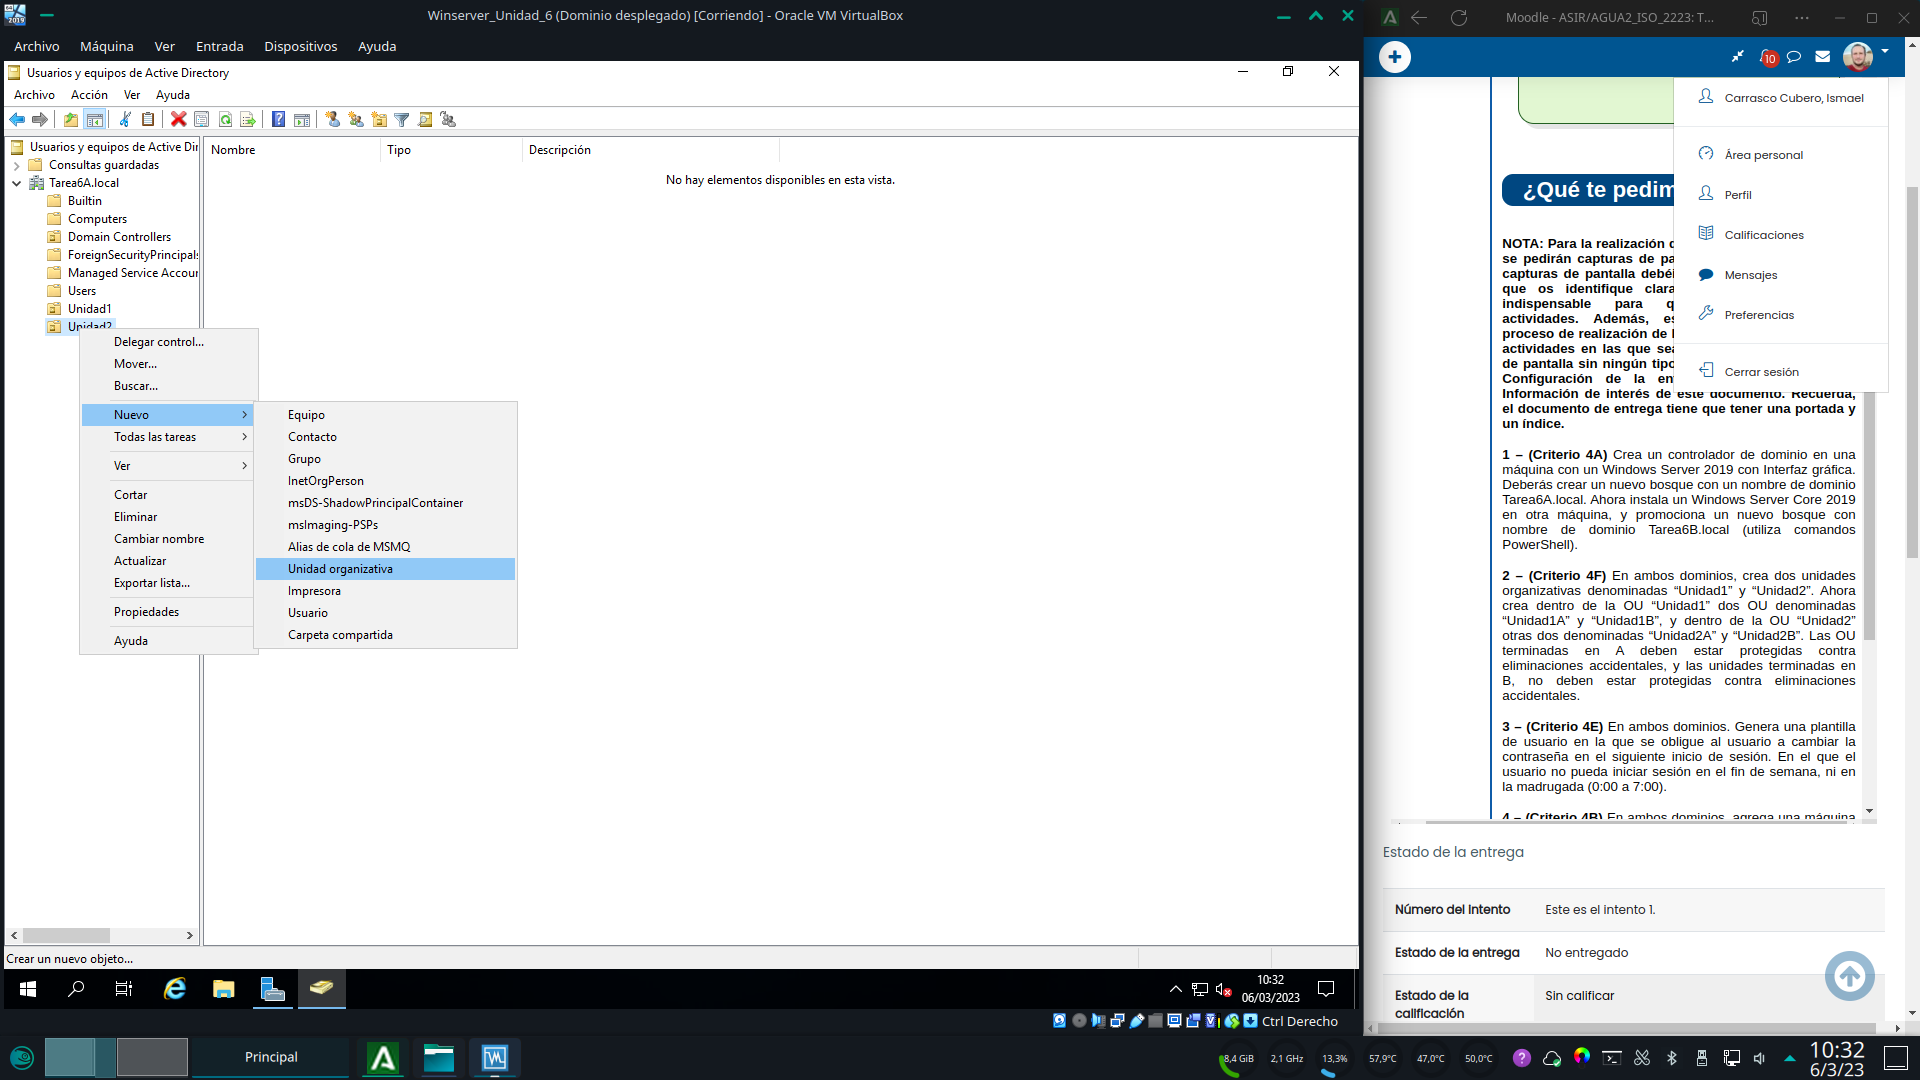 Winserver_Unidad_6 (Dominio desplegado) [Corriendo] - Oracle VM VirtualBox
Archivo Máquina Ver Entrada Dispositivos Ayuda
Usuarios y equipos de Active Directory
Archivo Acción Ver Ayuda
Usuarios y equipos de Active Dir
Consultas guardadas
Tarea6A.local
Builtin
Computers
Domain Controllers
ForeignSecurityPrincipals
Managed Service Accour
Users
Unidad1
Unidad2
Nombre Tipo Descripción
No hay elementos disponibles en esta vista.
Delegar control...
Mover...
Buscar...
Nuevo
Todas las tareas
Ver
Cortar
Eliminar
Cambiar nombre
Actualizar
Exportar lista...
Propiedades
Ayuda
Equipo
Contacto
Grupo
InetOrgPerson
msDS-ShadowPrincipalContainer
msImaging-PSPs
Alias de cola de MSMQ
Unidad organizativa
Impresora
Usuario
Carpeta compartida
Crear un nuevo objeto...
10:32
06/03/2023
Ctrl Derecho
Moodle - ASIR/AGUA2_ISO_2223: T...
10
Carrasco Cubero, Ismael
Área personal
Perfil
Calificaciones
Mensajes
Preferencias
Cerrar sesión
¿Qué te pedim
NOTA: Para la realización d
se pedirán capturas de pa
capturas de pantalla debéi
que os identifique clara
indispensable para q
actividades. Además, es
proceso de realización de l
actividades en las que sea
de pantalla sin ningún tipo
Configuración de la en
Información de interés de este documento. Recuerda,
el documento de entrega tiene que tener una portada y
un índice.
1 – (Criterio 4A) Crea un controlador de dominio en una
máquina con un Windows Server 2019 con Interfaz gráfica.
Deberás crear un nuevo bosque con un nombre de dominio
Tarea6A.local. Ahora instala un Windows Server Core 2019
en otra máquina, y promociona un nuevo bosque con
nombre de dominio Tarea6B.local (utiliza comandos
PowerShell).
2 – (Criterio 4F) En ambos dominios, crea dos unidades
organizativas denominadas “Unidad1” y “Unidad2”. Ahora
crea dentro de la OU “Unidad1” dos OU denominadas
“Unidad1A” y “Unidad1B”, y dentro de la OU “Unidad2”
otras dos denominadas “Unidad2A” y “Unidad2B”. Las OU
terminadas en A deben estar protegidas contra
eliminaciones accidentales, y las unidades terminadas en
B, no deben estar protegidas contra eliminaciones
accidentales.
3 – (Criterio 4E) En ambos dominios. Genera una plantilla
de usuario en la que se obligue al usuario a cambiar la
contraseña en el siguiente inicio de sesión. En el que el
usuario no pueda iniciar sesión en el fin de semana, ni en
la madrugada (0:00 a 7:00).
4 – (Criterio 4B) En ambos dominios, agrega una máquina
Estado de la entrega
Número del intento Este es el intento 1.
Estado de la entrega No entregado
Estado de la calificación Sin calificar
Principal
8,4 GiB 2,1 GHz 13,3% 57,9°C 47,0°C 50,0°C
10:32
6/3/23